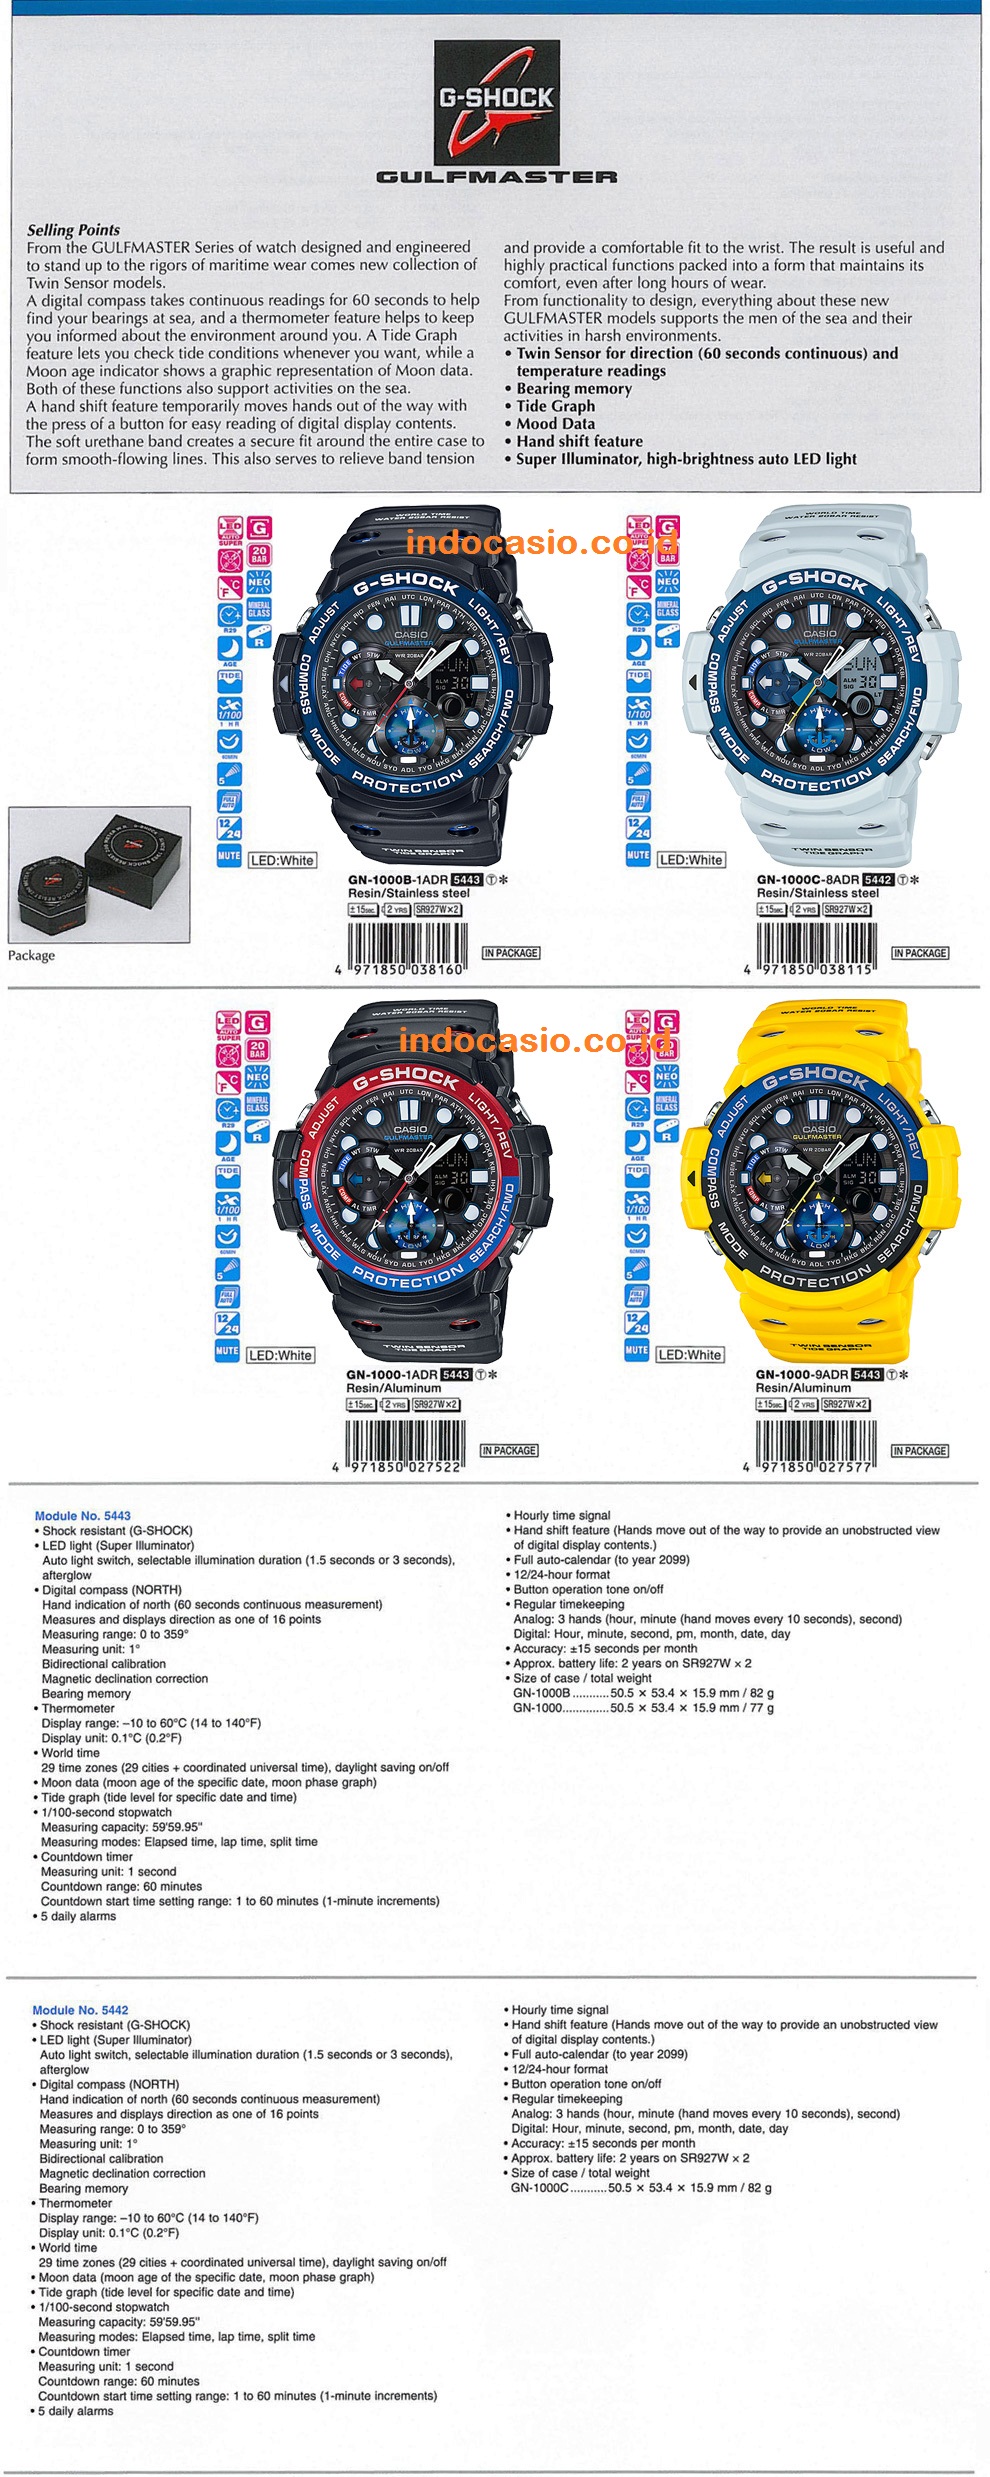 G-SHOCK
GULFMASTER
Selling Points
From the GULFMASTER Series of watch designed and engineered
to stand up to the rigors of maritime wear comes new collection of
Twin Sensor models.
A digital compass takes continuous readings for 60 seconds to help
find your bearings at sea, and a thermometer feature helps to keep
you informed about the environment around you. A Tide Graph
feature lets you check tide conditions whenever you want, while a
Moon age indicator shows a graphic representation of Moon data.
Both of these functions also support activities on the sea.
A hand shift feature temporarily moves hands out of the way with
the press of a button for easy reading of digital display contents.
The soft urethane band creates a secure fit around the entire case to
form smooth-flowing lines. This also serves to relieve band tension
and provide a comfortable fit to the wrist. The result is useful and
highly practical functions packed into a form that maintains its
comfort, even after long hours of wear.
From functionality to design, everything about these new
GULFMASTER models supports the men of the sea and their
activities in harsh environments.
• Twin Sensor for direction (60 seconds continuous) and
temperature readings
• Bearing memory
• Tide Graph
• Mood Data
• Hand shift feature
• Super Illuminator, high-brightness auto LED light
indocasio.co.id
LED:White
GN-1000B-1ADR 5443 Ⓣ*
Resin/Stainless steel
±15sec. 2 YRS SR927W×2
4 971850 038160
IN PACKAGE
LED:White
GN-1000C-8ADR 5442 Ⓣ*
Resin/Stainless steel
±15sec. 2 YRS SR927W×2
4 971850 038115
IN PACKAGE
Package
indocasio.co.id
LED:White
GN-1000-1ADR 5443 Ⓣ*
Resin/Aluminum
±15sec. 2 YRS SR927W×2
4 971850 027522
IN PACKAGE
LED:White
GN-1000-9ADR 5443 Ⓣ*
Resin/Aluminum
±15sec. 2 YRS SR927W×2
4 971850 027577
IN PACKAGE
Module No. 5443
• Shock resistant (G-SHOCK)
• LED light (Super Illuminator)
Auto light switch, selectable illumination duration (1.5 seconds or 3 seconds),
afterglow
• Digital compass (NORTH)
Hand indication of north (60 seconds continuous measurement)
Measures and displays direction as one of 16 points
Measuring range: 0 to 359°
Measuring unit: 1°
Bidirectional calibration
Magnetic declination correction
Bearing memory
• Thermometer
Display range: –10 to 60°C (14 to 140°F)
Display unit: 0.1°C (0.2°F)
• World time
29 time zones (29 cities + coordinated universal time), daylight saving on/off
• Moon data (moon age of the specific date, moon phase graph)
• Tide graph (tide level for specific date and time)
• 1/100-second stopwatch
Measuring capacity: 59'59.95"
Measuring modes: Elapsed time, lap time, split time
• Countdown timer
Measuring unit: 1 second
Countdown range: 60 minutes
Countdown start time setting range: 1 to 60 minutes (1-minute increments)
• 5 daily alarms
• Hourly time signal
• Hand shift feature (Hands move out of the way to provide an unobstructed view
of digital display contents.)
• Full auto-calendar (to year 2099)
• 12/24-hour format
• Button operation tone on/off
• Regular timekeeping
Analog: 3 hands (hour, minute (hand moves every 10 seconds), second)
Digital: Hour, minute, second, pm, month, date, day
• Accuracy: ±15 seconds per month
• Approx. battery life: 2 years on SR927W × 2
• Size of case / total weight
GN-1000B...........50.5 × 53.4 × 15.9 mm / 82 g
GN-1000..............50.5 × 53.4 × 15.9 mm / 77 g
Module No. 5442
• Shock resistant (G-SHOCK)
• LED light (Super Illuminator)
Auto light switch, selectable illumination duration (1.5 seconds or 3 seconds),
afterglow
• Digital compass (NORTH)
Hand indication of north (60 seconds continuous measurement)
Measures and displays direction as one of 16 points
Measuring range: 0 to 359°
Measuring unit: 1°
Bidirectional calibration
Magnetic declination correction
Bearing memory
• Thermometer
Display range: –10 to 60°C (14 to 140°F)
Display unit: 0.1°C (0.2°F)
• World time
29 time zones (29 cities + coordinated universal time), daylight saving on/off
• Moon data (moon age of the specific date, moon phase graph)
• Tide graph (tide level for specific date and time)
• 1/100-second stopwatch
Measuring capacity: 59'59.95"
Measuring modes: Elapsed time, lap time, split time
• Countdown timer
Measuring unit: 1 second
Countdown range: 60 minutes
Countdown start time setting range: 1 to 60 minutes (1-minute increments)
• 5 daily alarms
• Hourly time signal
• Hand shift feature (Hands move out of the way to provide an unobstructed view
of digital display contents.)
• Full auto-calendar (to year 2099)
• 12/24-hour format
• Button operation tone on/off
• Regular timekeeping
Analog: 3 hands (hour, minute (hand moves every 10 seconds), second)
Digital: Hour, minute, second, pm, month, date, day
• Accuracy: ±15 seconds per month
• Approx. battery life: 2 years on SR927W × 2
• Size of case / total weight
GN-1000C...........50.5 × 53.4 × 15.9 mm / 82 g